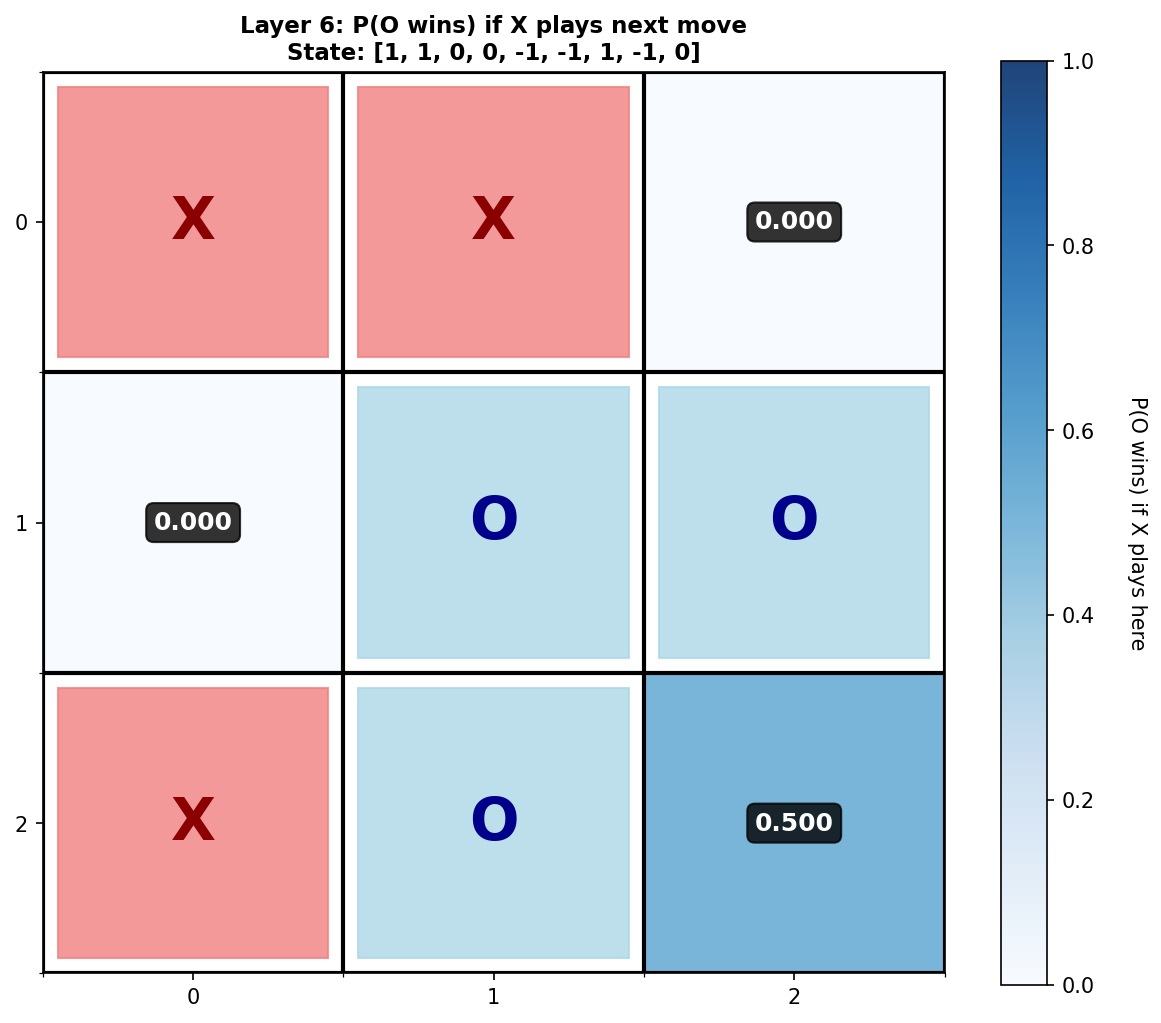 Layer 6: P(O wins) if X plays next move
State: [1, 1, 0, 0, -1, -1, 1, -1, 0]
0
X
X
0.000
1
0.000
O
O
2
X
O
0.500
0
1
2
1.0
0.8
0.6
0.4
0.2
0.0
P(O wins) if X plays here